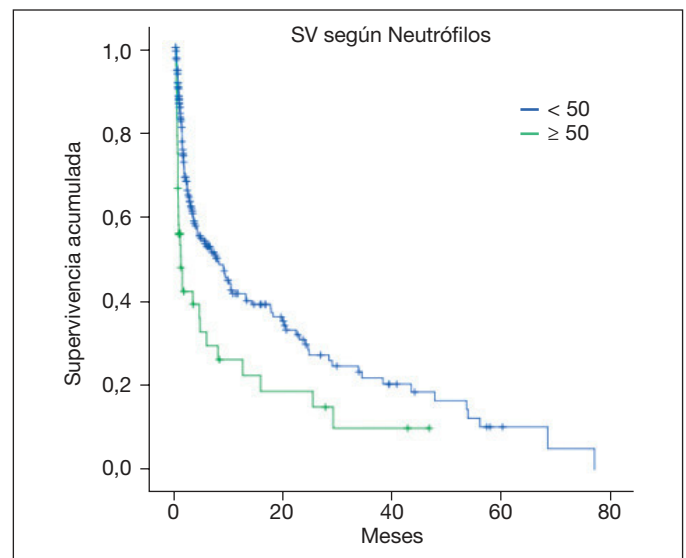 SV según Neutrófilos
< 50
≥ 50
Supervivencia acumulada
1,0
0,8
0,6
0,4
0,2
0,0
0 20 40 60 80
Meses